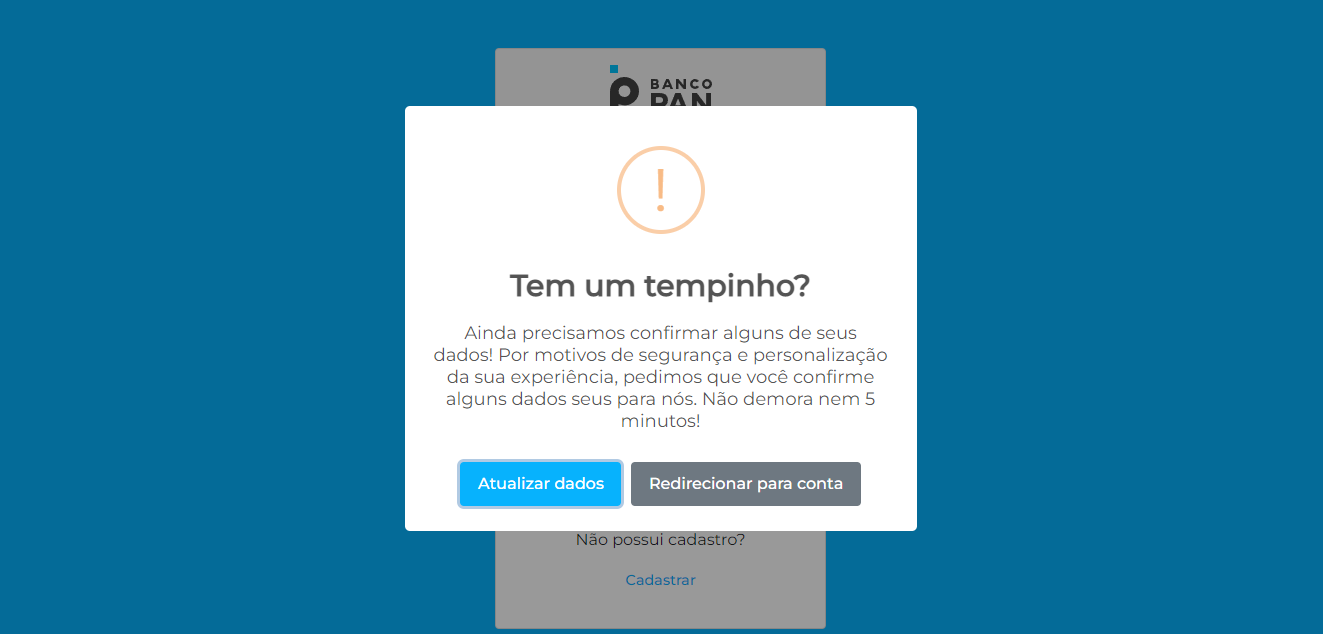 BANCO
PAN
!
Tem um tempinho?
Ainda precisamos confirmar alguns de seus
dados! Por motivos de segurança e personalização
da sua experiência, pedimos que você confirme
alguns dados seus para nós. Não demora nem 5
minutos!
Atualizar dados
Redirecionar para conta
Não possui cadastro?
Cadastrar